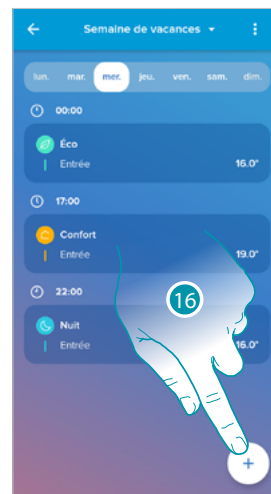 Semaine de vacances
lun. mar. mer. jeu. ven. sam. dim.
00:00
Éco
Entrée 16.0°
17:00
Confort
Entrée 19.0°
22:00
Nuit
Entrée 16.0°
16
+